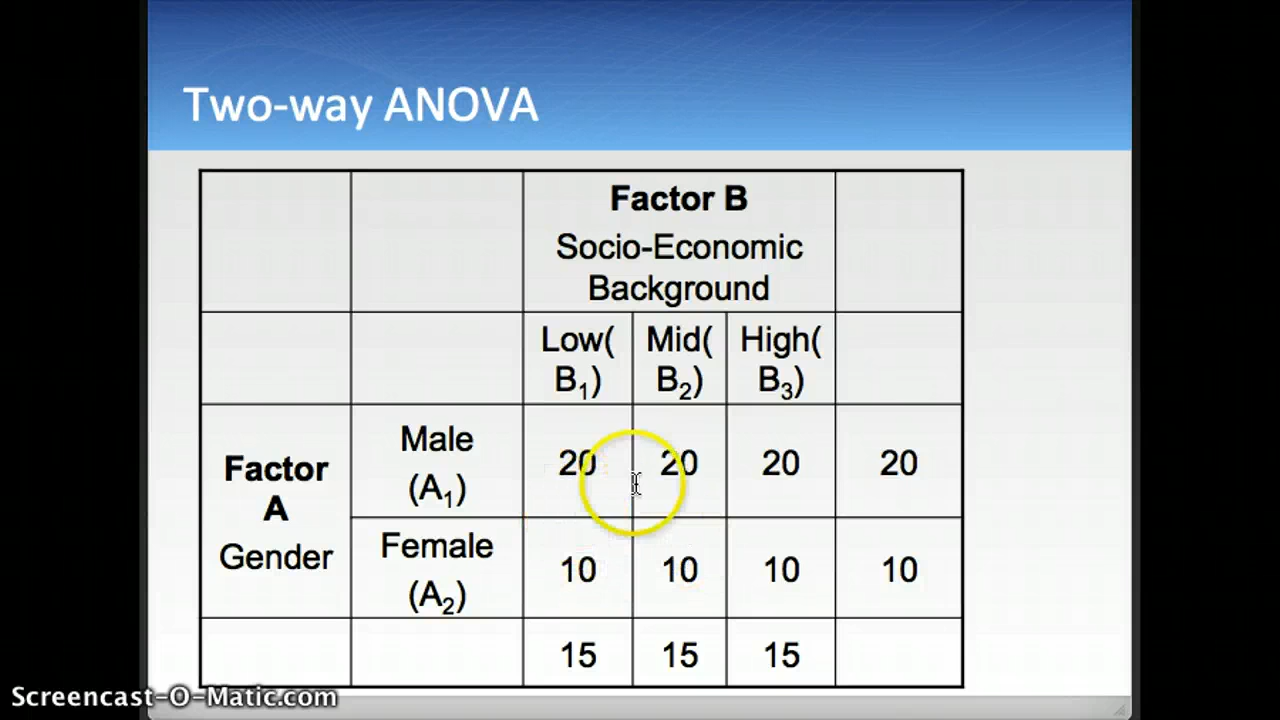 Two-way ANOVA
Factor B
Socio-Economic
Background
Low( Mid( High(
B₁) B₂) B₃)
Male
(A₁)
20 20 20 20
Factor
A
Gender
Female
(A₂)
10 10 10 10
15 15 15
Screencast-O-Matic.com